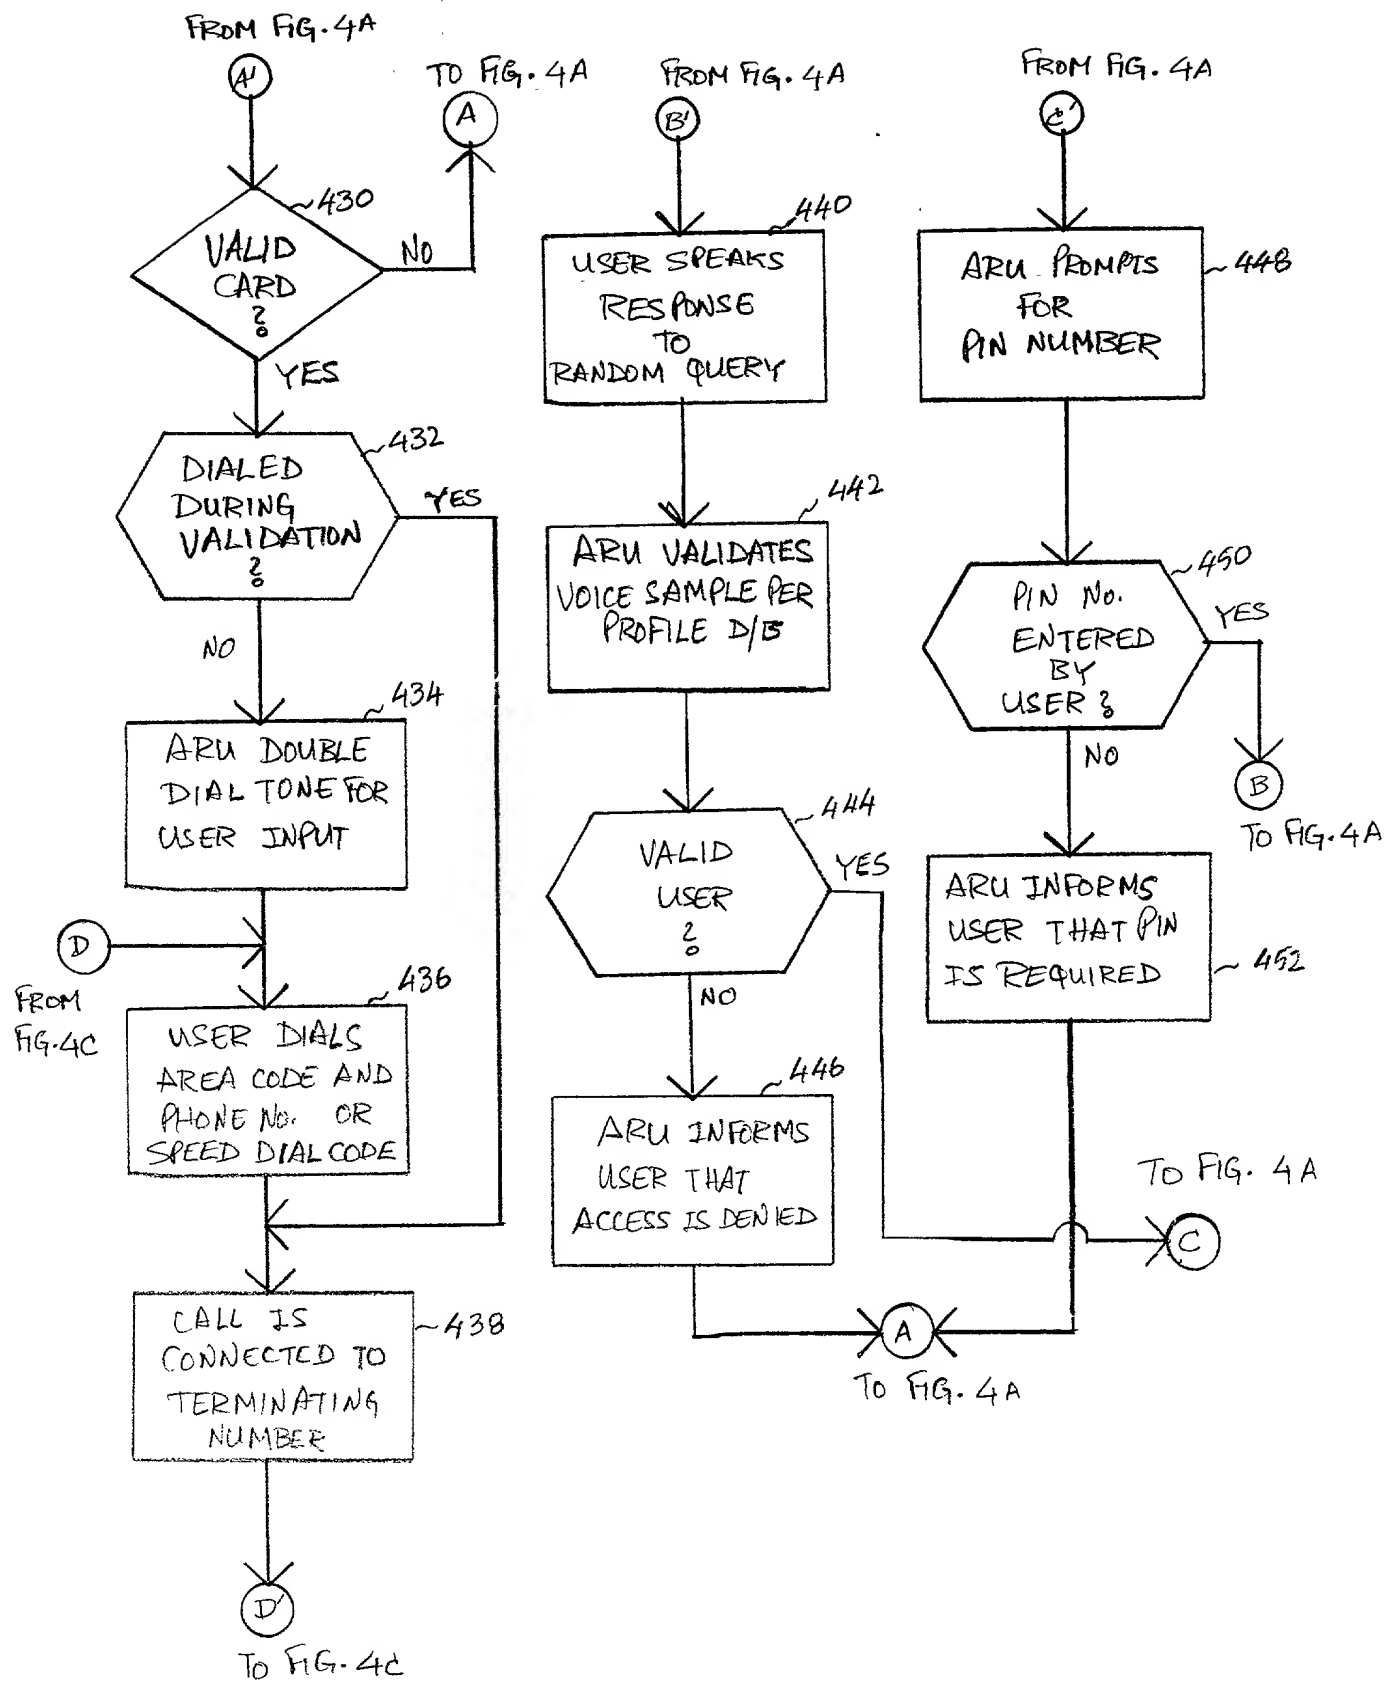 FROM FIG. 4A
A'
TO FIG. 4A
A
430
VALID
CARD
?
NO
YES
432
DIALED
DURING
VALIDATION
?
YES
NO
434
ARU DOUBLE
DIAL TONE FOR
USER INPUT
D
FROM
FIG. 4C
436
USER DIALS
AREA CODE AND
PHONE No. OR
SPEED DIAL CODE
438
CALL IS
CONNECTED TO
TERMINATING
NUMBER
D'
TO FIG. 4C
FROM FIG. 4A
B'
440
USER SPEAKS
RESPONSE
TO
RANDOM QUERY
442
ARU VALIDATES
VOICE SAMPLE PER
PROFILE D/B
444
VALID
USER
?
YES
NO
446
ARU INFORMS
USER THAT
ACCESS IS DENIED
A
TO FIG. 4A
FROM FIG. 4A
C'
448
ARU PROMPTS
FOR
PIN NUMBER
450
PIN No.
ENTERED
BY
USER ?
YES
B
TO FIG. 4A
NO
452
ARU INFORMS
USER THAT PIN
IS REQUIRED
TO FIG. 4A
C